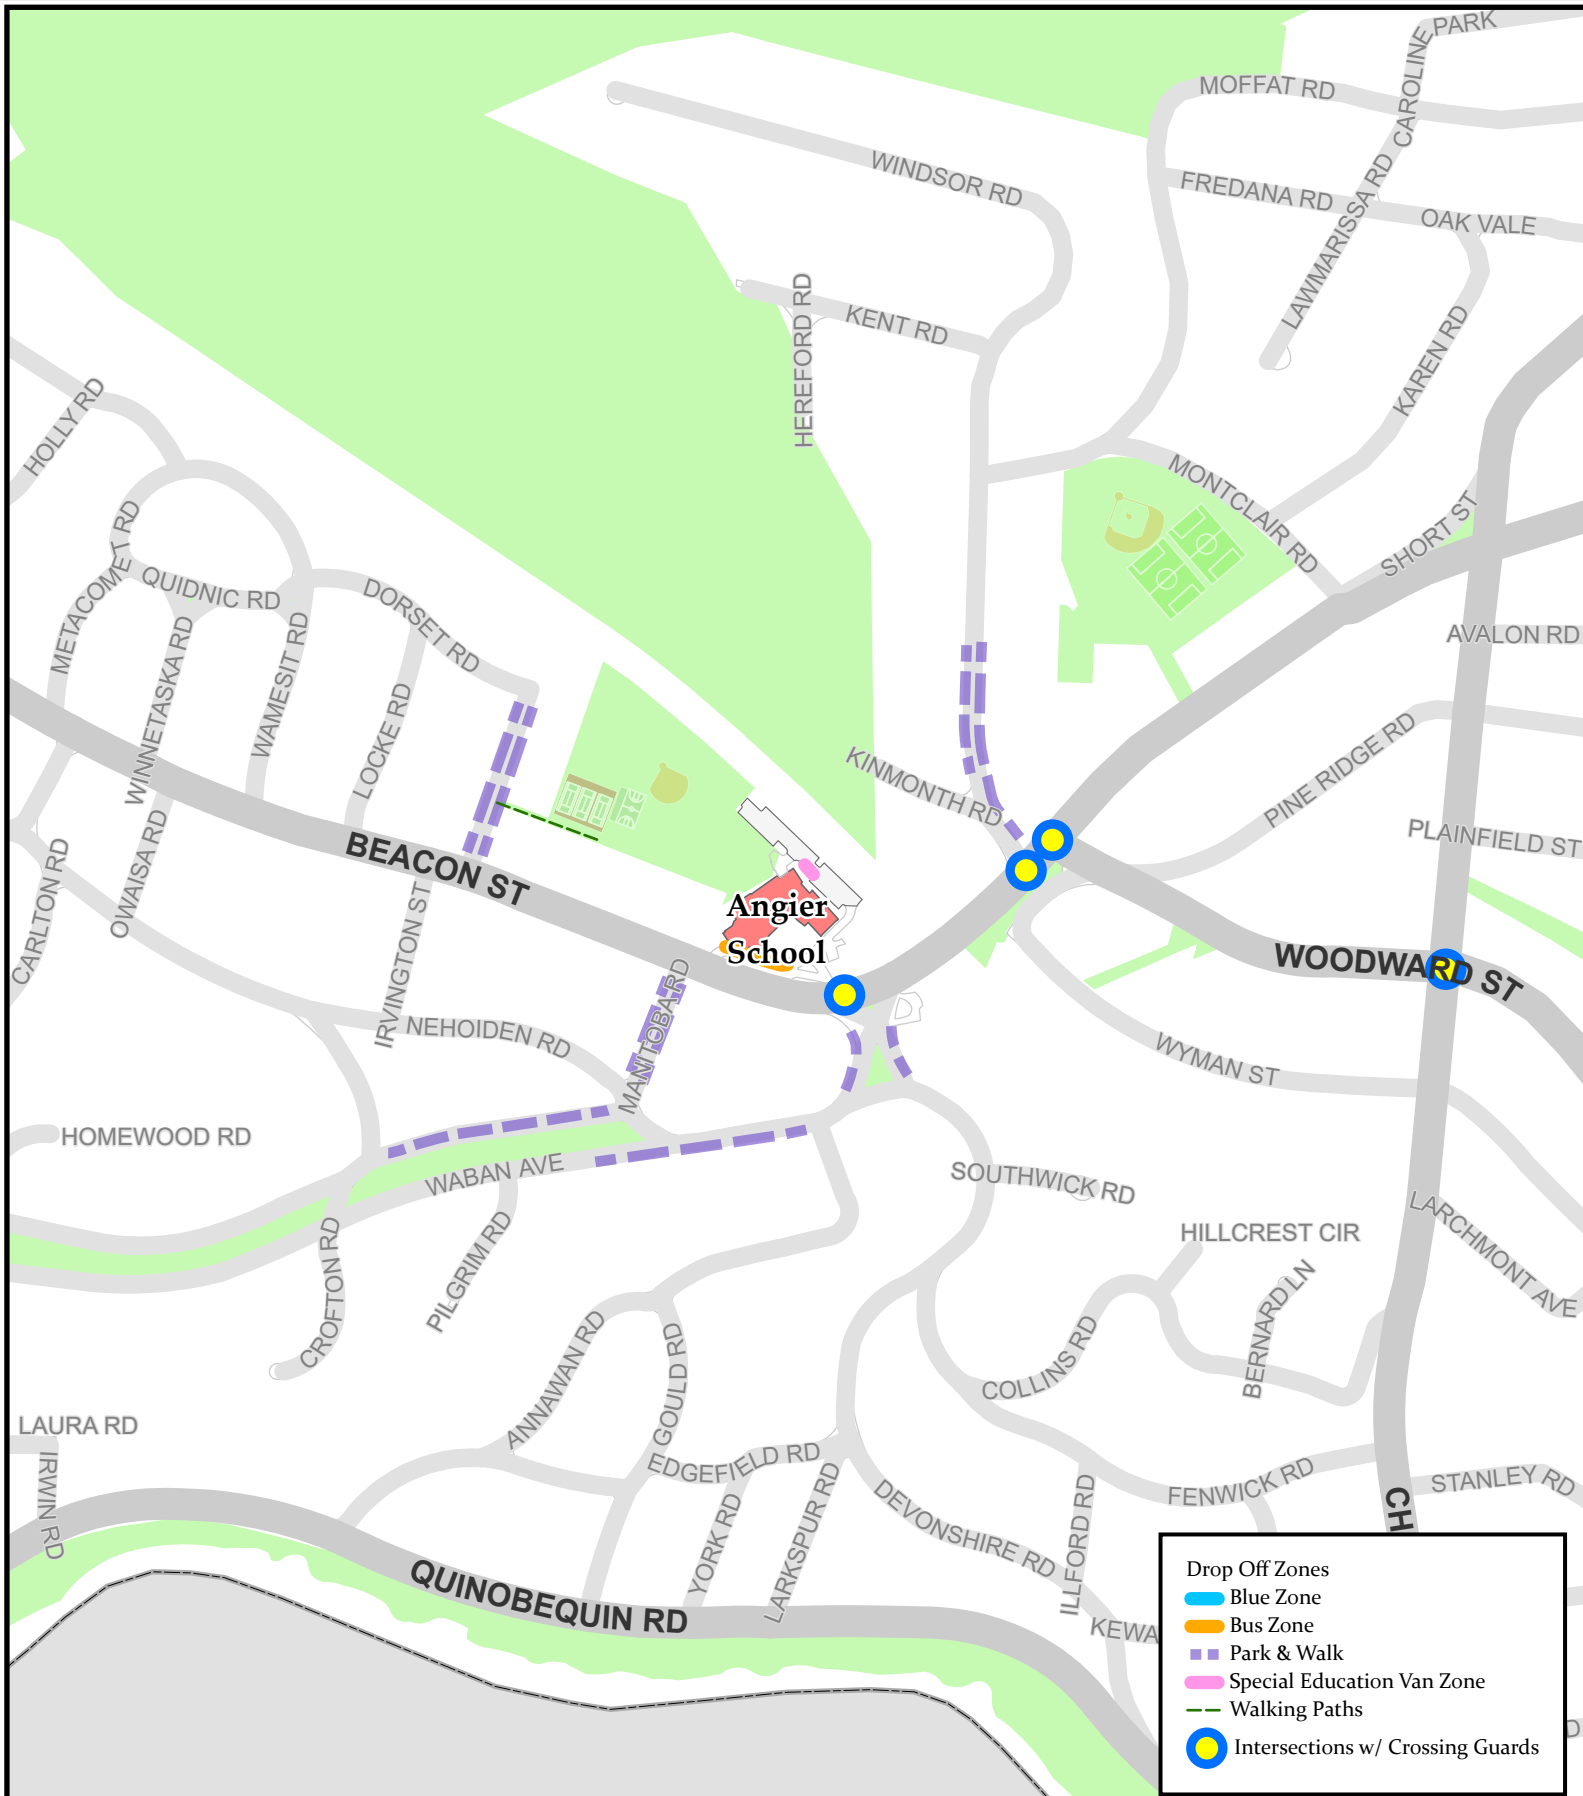 PARK
CAROLINE
MOFFAT RD
WINDSOR RD
FREDANA RD
LAWMARISSA RD
OAK VALE
HEREFORD RD
KENT RD
KAREN RD
HOLLY RD
MONTCLAIR RD
SHORT ST
METACOMET RD
QUIDNIC RD
DORSET RD
WINNETASKA RD
WAMESIT RD
LOCKE RD
AVALON RD
KINMONTH RD
PINE RIDGE RD
PLAINFIELD ST
BEACON ST
CARLTON RD
OWAISA RD
IRVINGTON ST
Angier
School
WOODWARD ST
MANITOBA RD
NEHOIDEN RD
WYMAN ST
HOMEWOOD RD
WABAN AVE
SOUTHWICK RD
LARCHMONT AVE
HILLCREST CIR
PILGRIM RD
CROFTON RD
BERNARD LN
COLLINS RD
ANNAWAN RD
GOULD RD
LAURA RD
IRWIN RD
EDGEFIELD RD
YORK RD
LARKSPUR RD
DEVONSHIRE RD
ILLFORD RD
FENWICK RD
STANLEY RD
CH
QUINOBEQUIN RD
KEWA
D
Drop Off Zones
Blue Zone
Bus Zone
Park & Walk
Special Education Van Zone
Walking Paths
Intersections w/ Crossing Guards